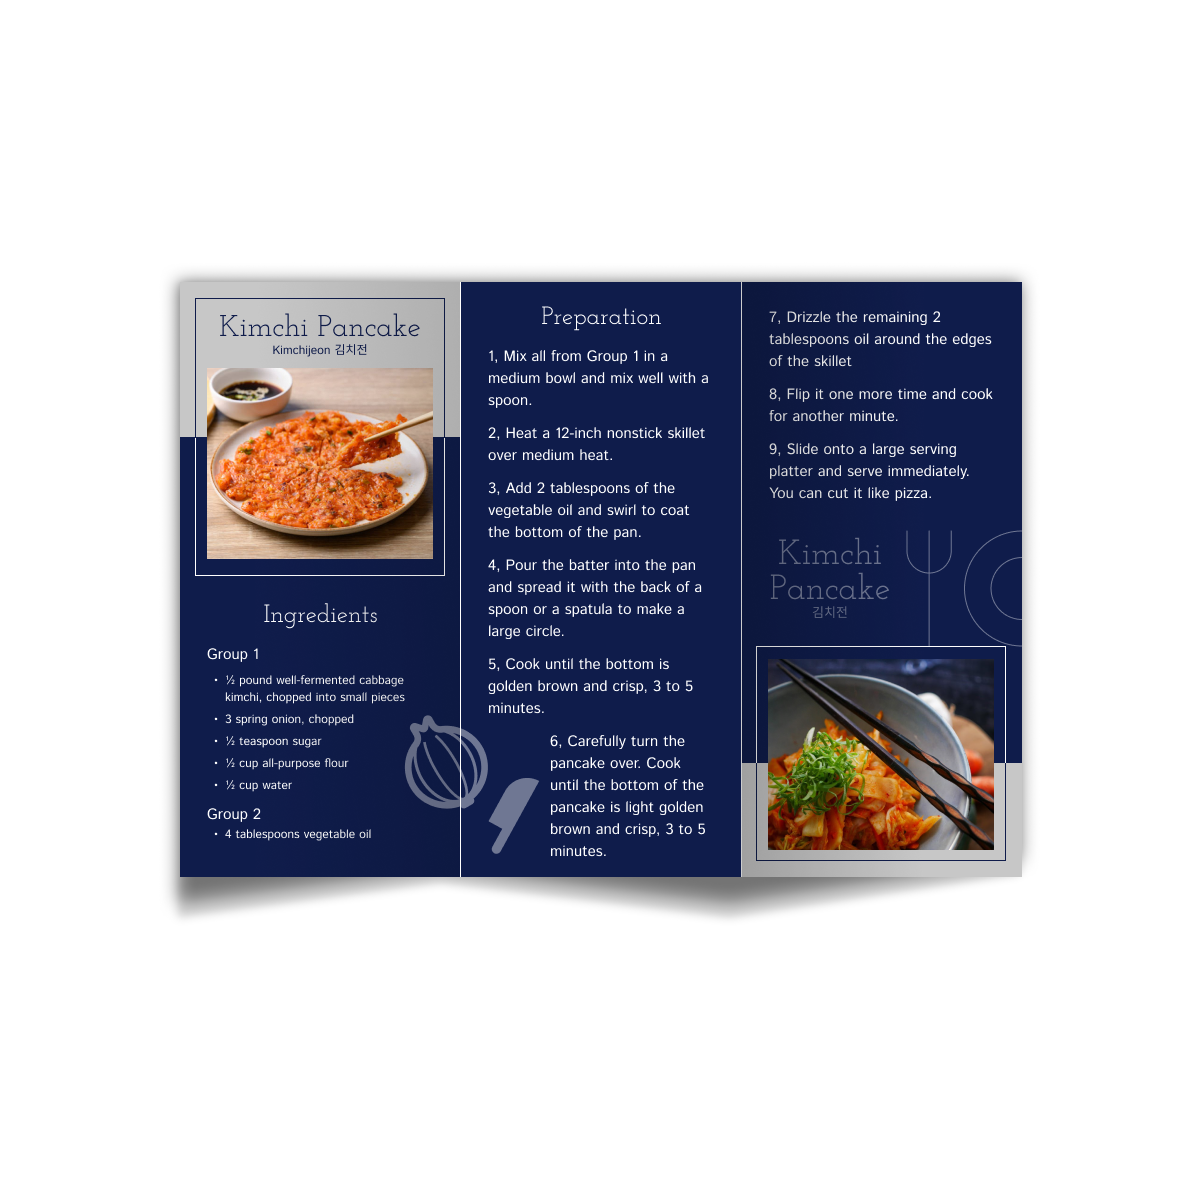 Kimchi Pancake
Kimchijeon 김치전
Ingredients
Group 1
• ½ pound well-fermented cabbage
kimchi, chopped into small pieces
• 3 spring onion, chopped
• ½ teaspoon sugar
• ½ cup all-purpose flour
• ½ cup water
Group 2
• 4 tablespoons vegetable oil
Preparation
1, Mix all from Group 1 in a
medium bowl and mix well with a
spoon.
2, Heat a 12-inch nonstick skillet
over medium heat.
3, Add 2 tablespoons of the
vegetable oil and swirl to coat
the bottom of the pan.
4, Pour the batter into the pan
and spread it with the back of a
spoon or a spatula to make a
large circle.
5, Cook until the bottom is
golden brown and crisp, 3 to 5
minutes.
6, Carefully turn the
pancake over. Cook
until the bottom of the
pancake is light golden
brown and crisp, 3 to 5
minutes.
7, Drizzle the remaining 2
tablespoons oil around the edges
of the skillet
8, Flip it one more time and cook
for another minute.
9, Slide onto a large serving
platter and serve immediately.
You can cut it like pizza.
Kimchi
Pancake
김치전